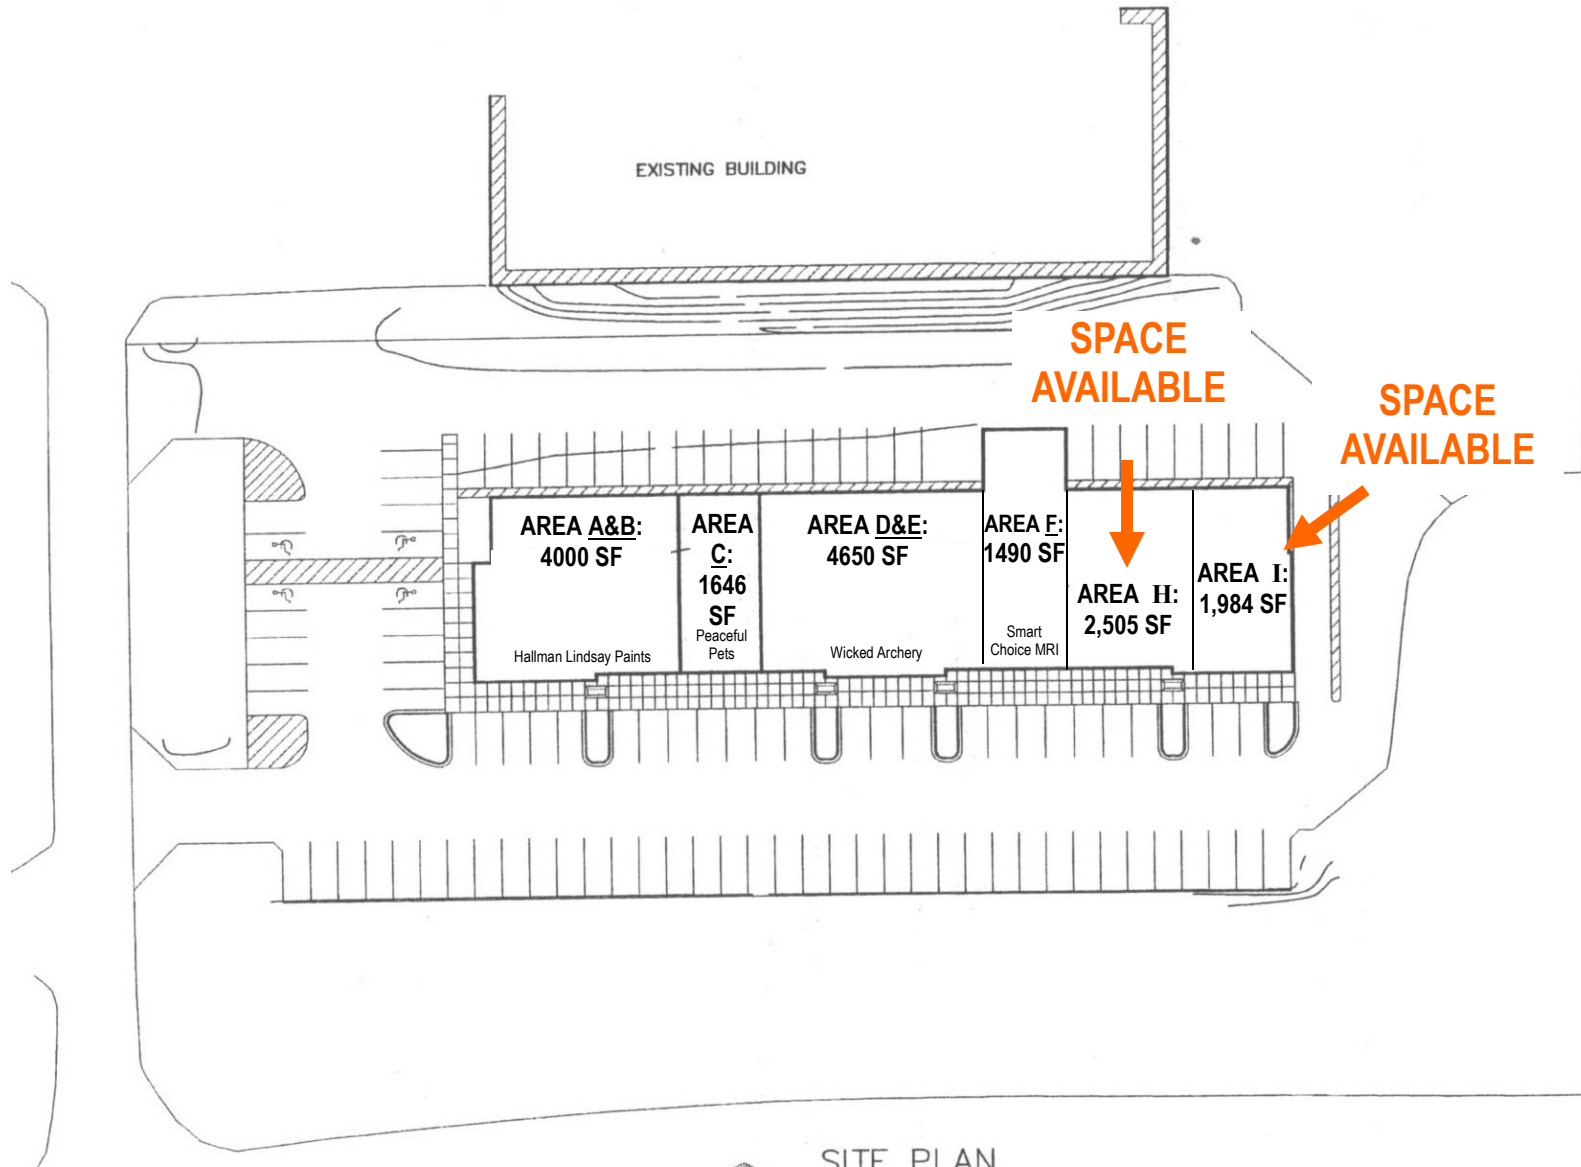 EXISTING BUILDING
SPACE
AVAILABLE
SPACE
AVAILABLE
AREA A&B:
4000 SF
Hallman Lindsay Paints
AREA
C:
1646
SF
Peaceful
Pets
AREA D&E:
4650 SF
Wicked Archery
AREA F:
1490 SF
Smart
Choice MRI
AREA H:
2,505 SF
AREA I:
1,984 SF
SITE PLAN